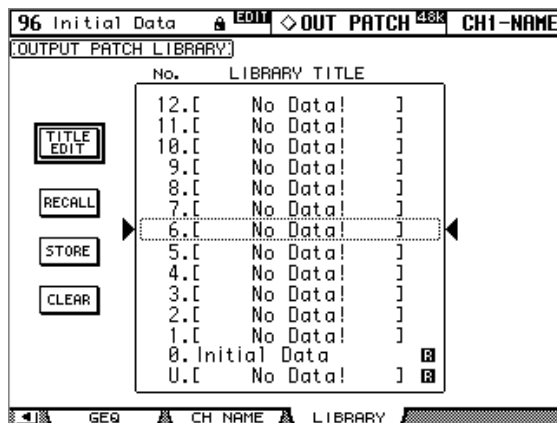 96 Initial Data EDIT ◇OUT PATCH 48k CH1-NAME
OUTPUT PATCH LIBRARY
No. LIBRARY TITLE
12.[ No Data! ]
11.[ No Data! ]
TITLE EDIT
10.[ No Data! ]
9.[ No Data! ]
8.[ No Data! ]
RECALL
7.[ No Data! ]
6.[ No Data! ]
STORE
5.[ No Data! ]
4.[ No Data! ]
CLEAR
3.[ No Data! ]
2.[ No Data! ]
1.[ No Data! ]
0.Initial Data R
U.[ No Data! ] R
GEQ CH NAME LIBRARY